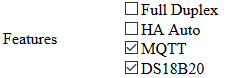 Full Duplex
HA Auto
Features
MQTT
DS18B20